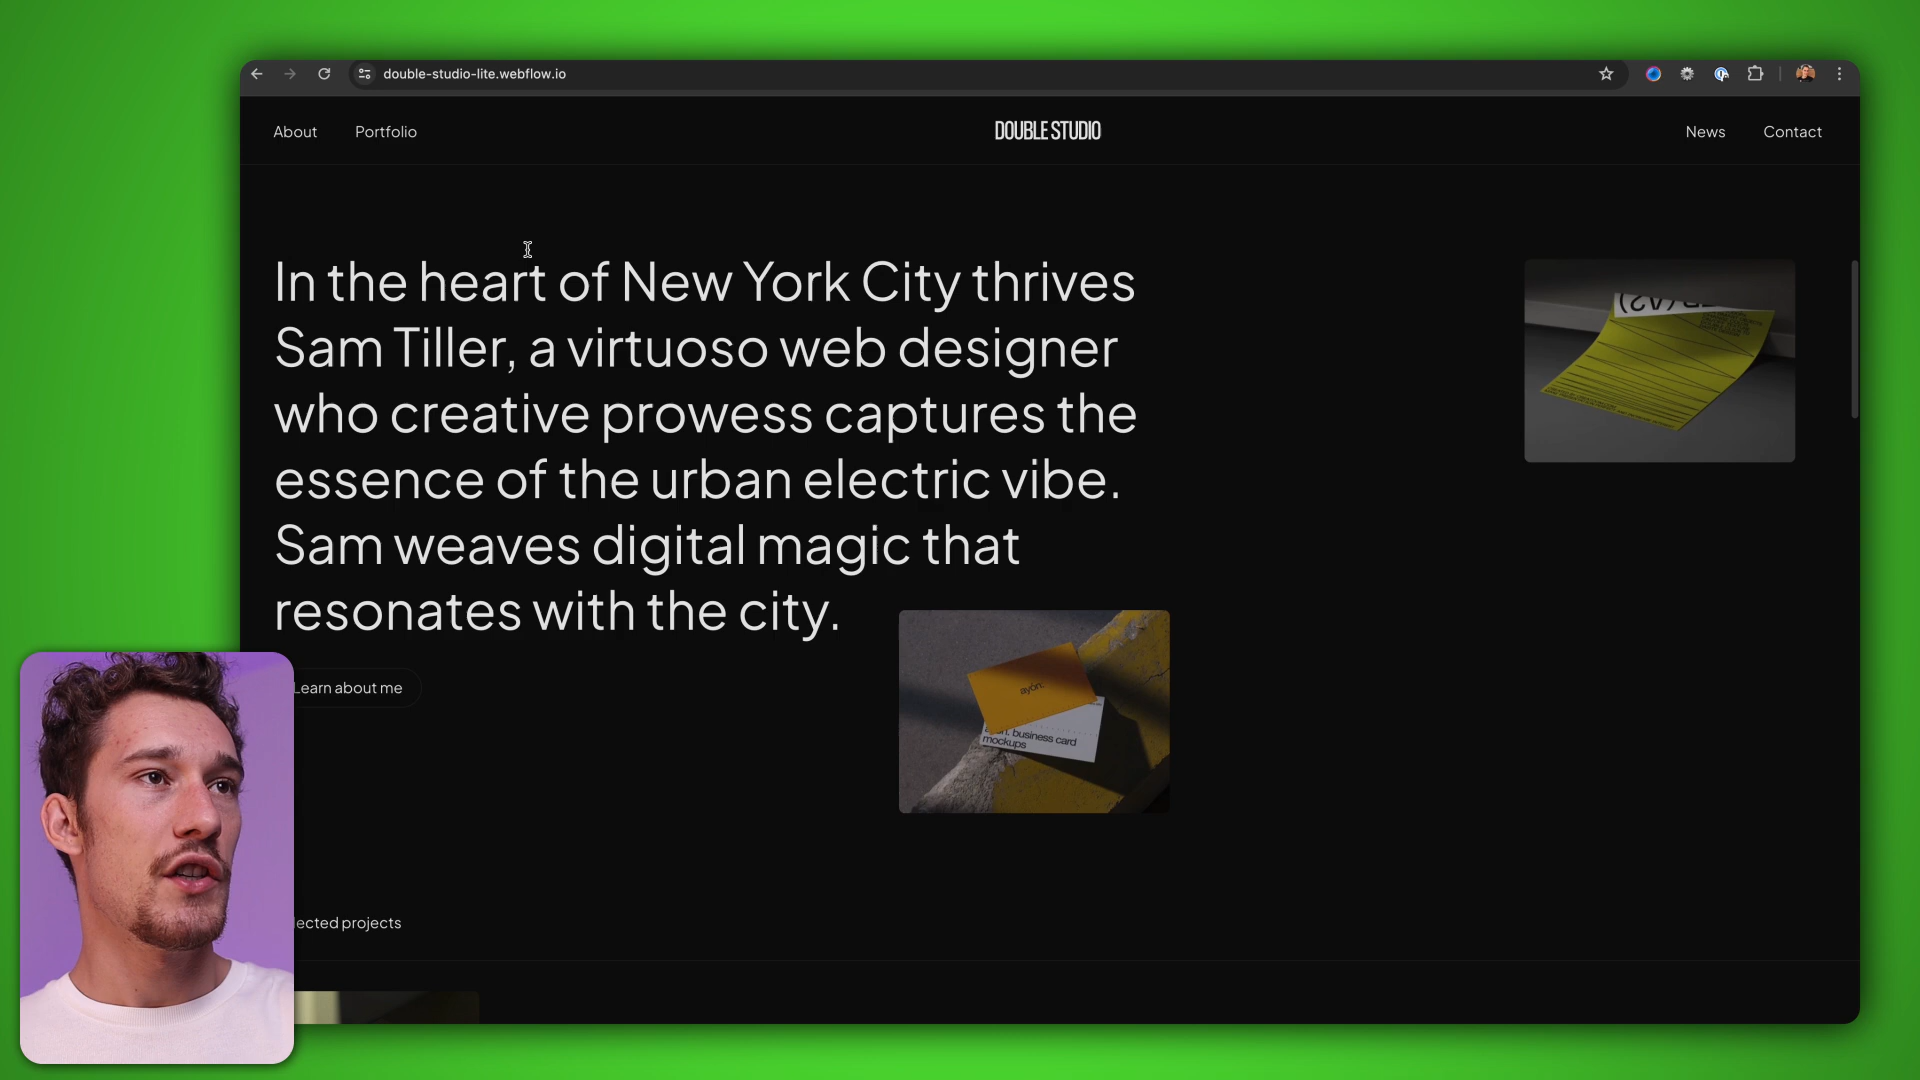 double-studio-lite.webflow.io
About
Portfolio
DOUBLE STUDIO
News
Contact
In the heart of New York City thrives
Sam Tiller, a virtuoso web designer
who creative prowess captures the
essence of the urban electric vibe.
Sam weaves digital magic that
resonates with the city.
Learn about me
ayón.
business card
mockups
lected projects